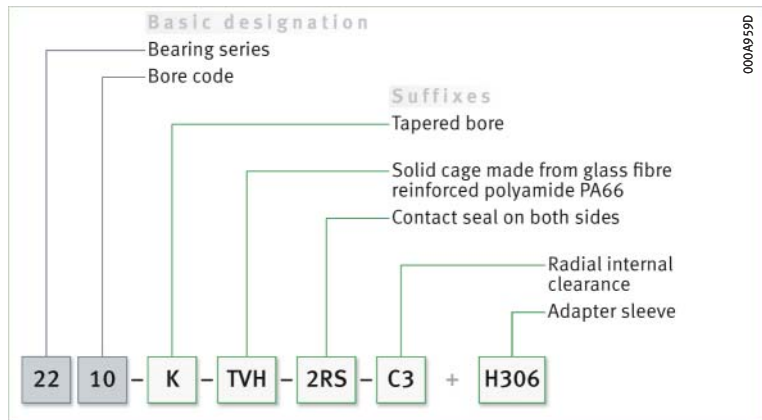 Basic designation
Bearing series
Bore code
Suffixes
Tapered bore
Solid cage made from glass fibre
reinforced polyamide PA66
Contact seal on both sides
Radial internal
clearance
Adapter sleeve
22 10 – K – TVH – 2RS – C3 + H306
000A959D